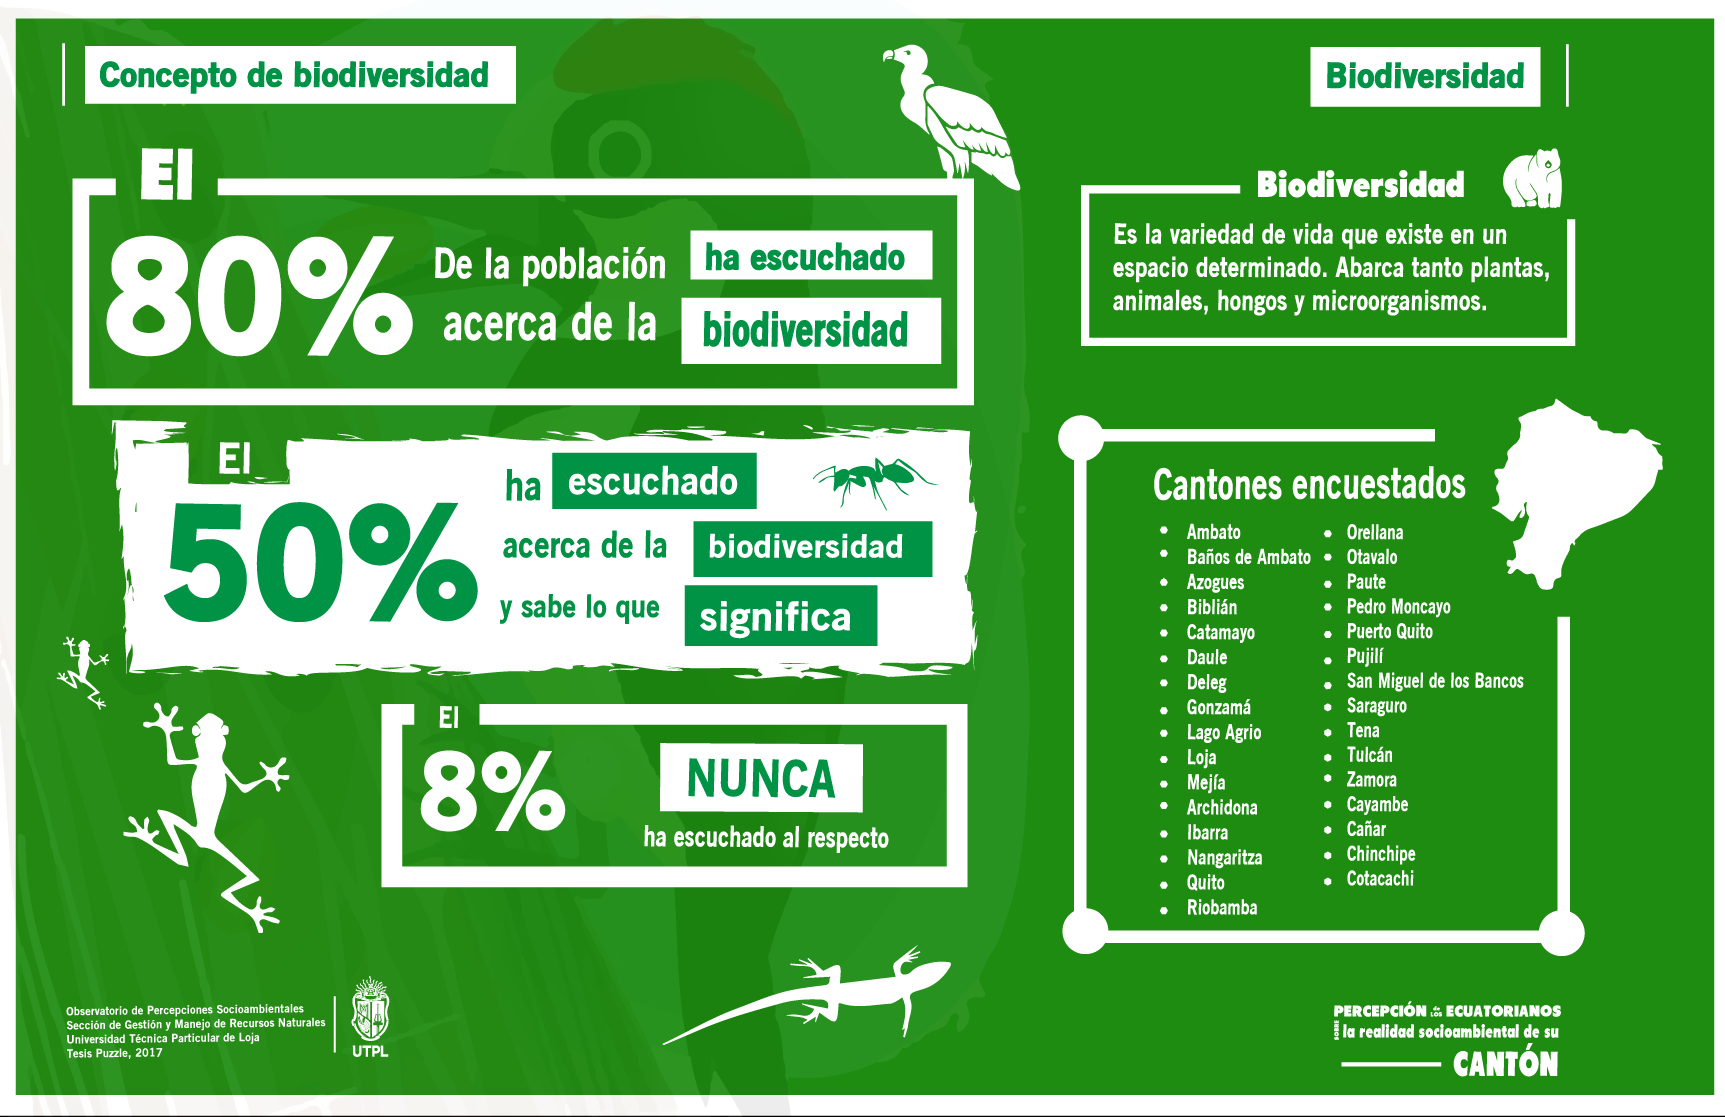 Concepto de biodiversidad
El
80%
De la población ha escuchado
acerca de la biodiversidad
El
50%
ha escuchado
acerca de la biodiversidad
y sabe lo que significa
El
8%
NUNCA
ha escuchado al respecto
Observatorio de Percepciones Socioambientales
Sección de Gestión y Manejo de Recursos Naturales
Universidad Técnica Particular de Loja
Tesis Puzzle, 2017
UTPL
Biodiversidad
Biodiversidad
Es la variedad de vida que existe en un
espacio determinado. Abarca tanto plantas,
animales, hongos y microorganismos.
Cantones encuestados
• Ambato
• Baños de Ambato
• Azogues
• Biblián
• Catamayo
• Daule
• Deleg
• Gonzamá
• Lago Agrio
• Loja
• Mejía
• Archidona
• Ibarra
• Nangaritza
• Quito
• Riobamba
• Orellana
• Otavalo
• Paute
• Pedro Moncayo
• Puerto Quito
• Pujilí
• San Miguel de los Bancos
• Saraguro
• Tena
• Tulcán
• Zamora
• Cayambe
• Cañar
• Chinchipe
• Cotacachi
PERCEPCIÓN de LOS ECUATORIANOS
SOBRE la realidad socioambiental de su
CANTÓN